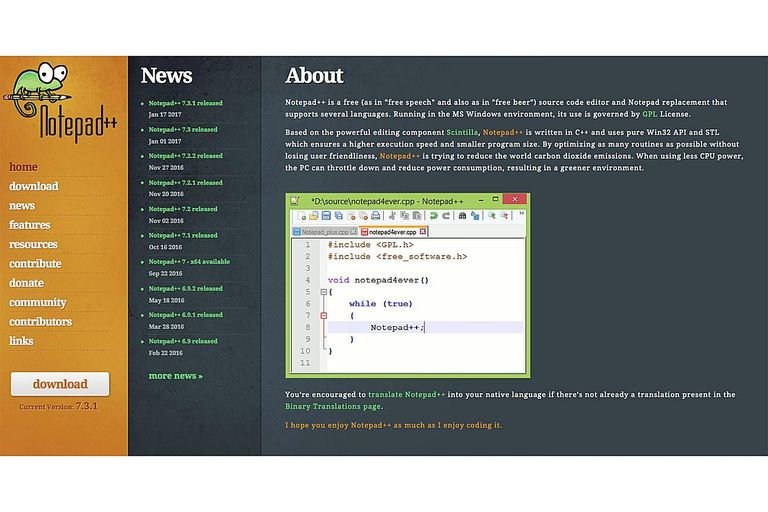 Notepad++
home
download
news
features
resources
contribute
donate
community
contributors
links
download
Current Version: 7.3.1
News
Notepad++ 7.3.1 released
Jan 17 2017
Notepad++ 7.3 released
Jan 01 2017
Notepad++ 7.2.2 released
Nov 27 2016
Notepad++ 7.2.1 released
Nov 20 2016
Notepad++ 7.2 released
Nov 02 2016
Notepad++ 7.1 released
Oct 16 2016
Notepad++ 7 - x64 available
Sep 22 2016
Notepad++ 6.9.2 released
May 18 2016
Notepad++ 6.9.1 released
Mar 28 2016
Notepad++ 6.9 released
Feb 22 2016
more news »
About
Notepad++ is a free (as in "free speech" and also as in "free beer") source code editor and Notepad replacement that
supports several languages. Running in the MS Windows environment, its use is governed by GPL License.
Based on the powerful editing component Scintilla, Notepad++ is written in C++ and uses pure Win32 API and STL
which ensures a higher execution speed and smaller program size. By optimizing as many routines as possible without
losing user friendliness, Notepad++ is trying to reduce the world carbon dioxide emissions. When using less CPU power,
the PC can throttle down and reduce power consumption, resulting in a greener environment.
*D:\source\notepad4ever.cpp - Notepad++
Notepad_plus.cpp notepad4ever.cpp
1 #include <GPL.h>
2 #include <free_software.h>
3
4 void notepad4ever()
5 {
6 while (true)
7 {
8 Notepad++;
9 }
10 }
11
You're encouraged to translate Notepad++ into your native language if there's not already a translation present in the
Binary Translations page.
I hope you enjoy Notepad++ as much as I enjoy coding it.